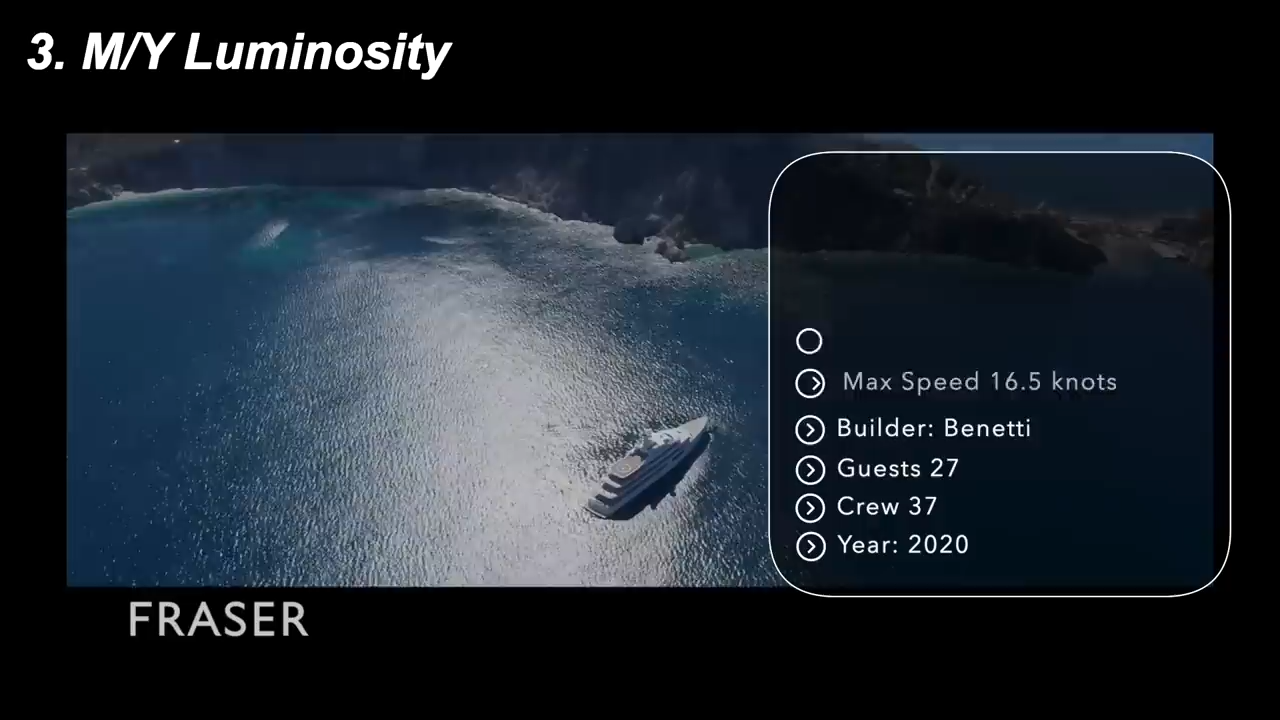 3. M/Y Luminosity
Max Speed 16.5 knots
Builder: Benetti
Guests 27
Crew 37
Year: 2020
FRASER